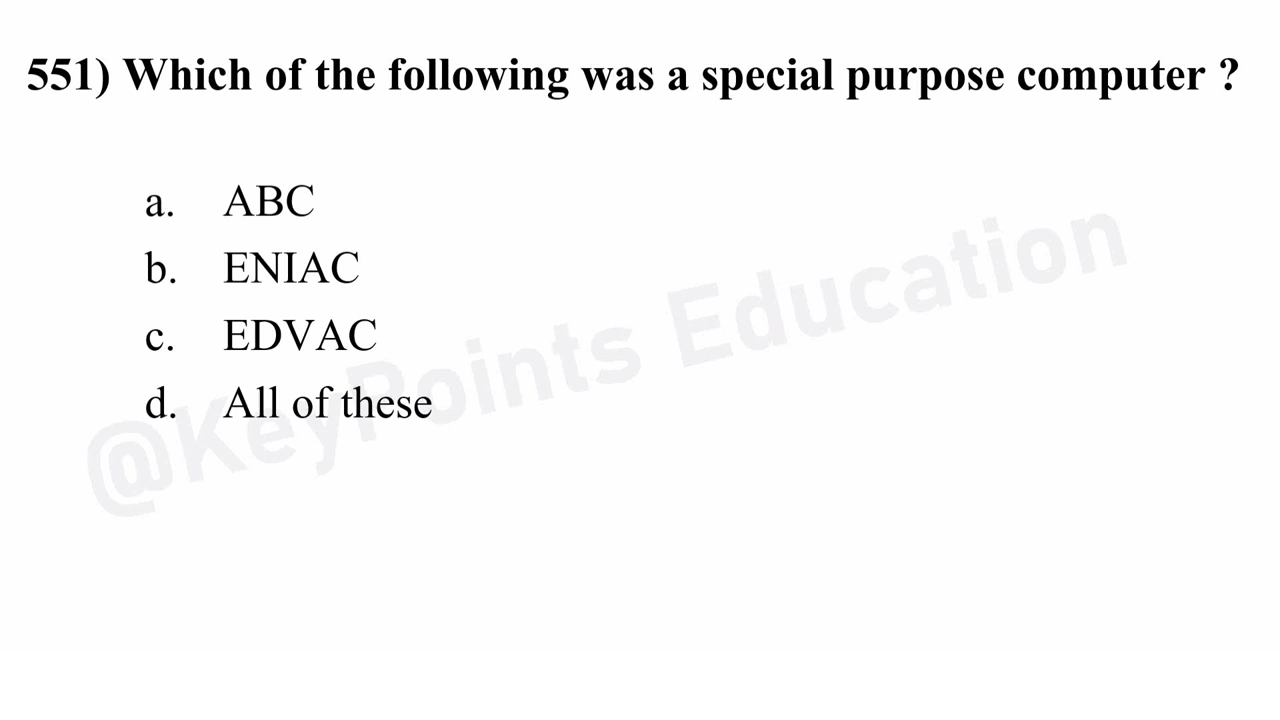 551) Which of the following was a special purpose computer ?
a. ABC
b. ENIAC
c. EDVAC
d. All of these
@KeyPoints Education